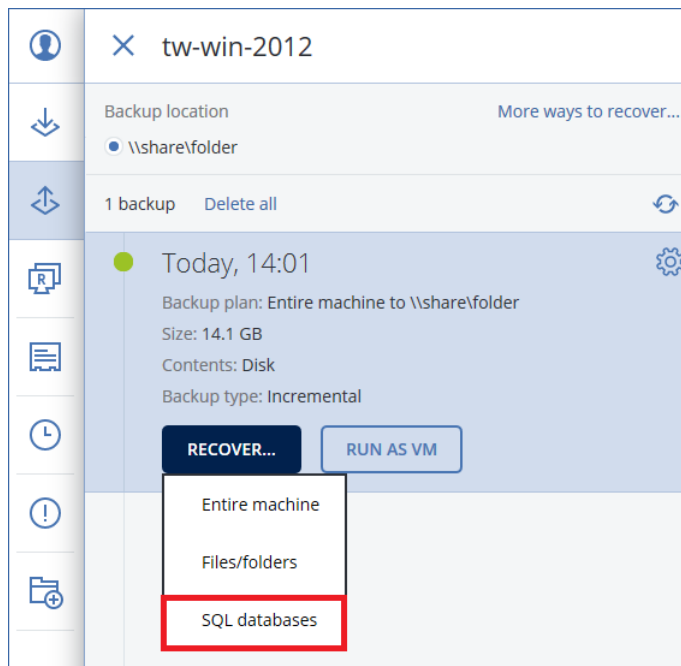 tw-win-2012
Backup location
More ways to recover...
\\share\folder
1 backup
Delete all
Today, 14:01
Backup plan: Entire machine to \\share\folder
Size: 14.1 GB
Contents: Disk
Backup type: Incremental
RECOVER...
RUN AS VM
Entire machine
Files/folders
SQL databases
R